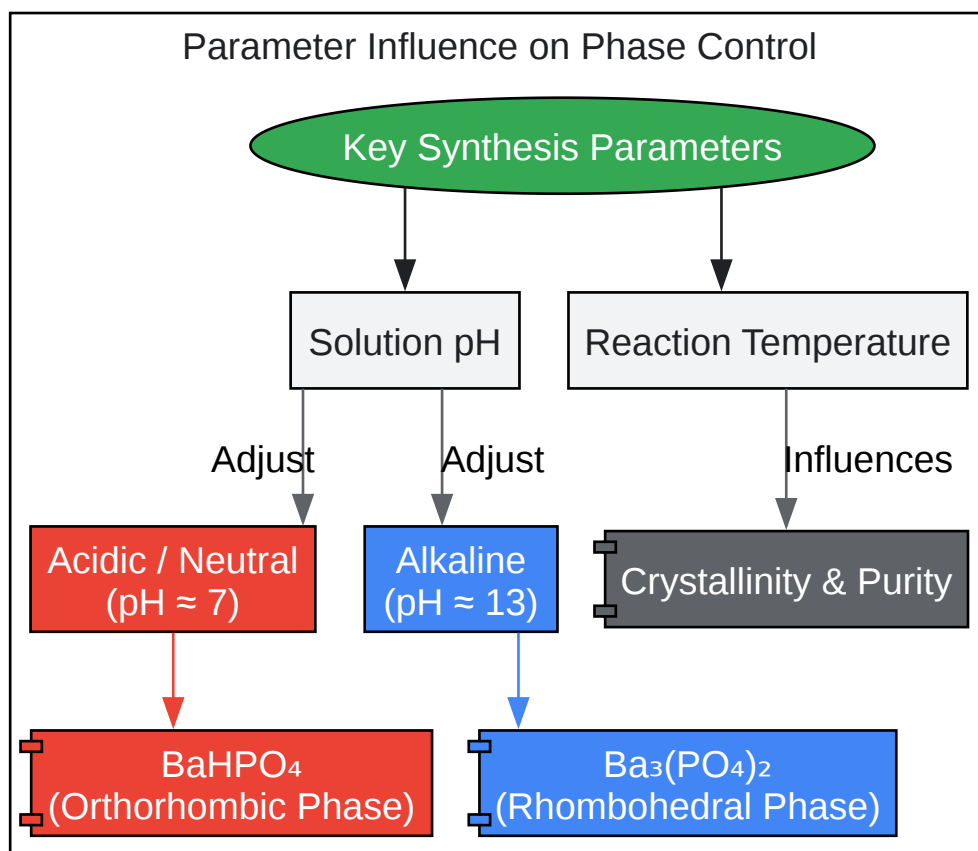 Parameter Influence on Phase Control
Key Synthesis Parameters
Solution pH
Reaction Temperature
Adjust
Adjust
Influences
Acidic / Neutral
(pH ≈ 7)
Alkaline
(pH ≈ 13)
Crystallinity & Purity
BaHPO₄
(Orthorhombic Phase)
Ba₃(PO₄)₂
(Rhombohedral Phase)